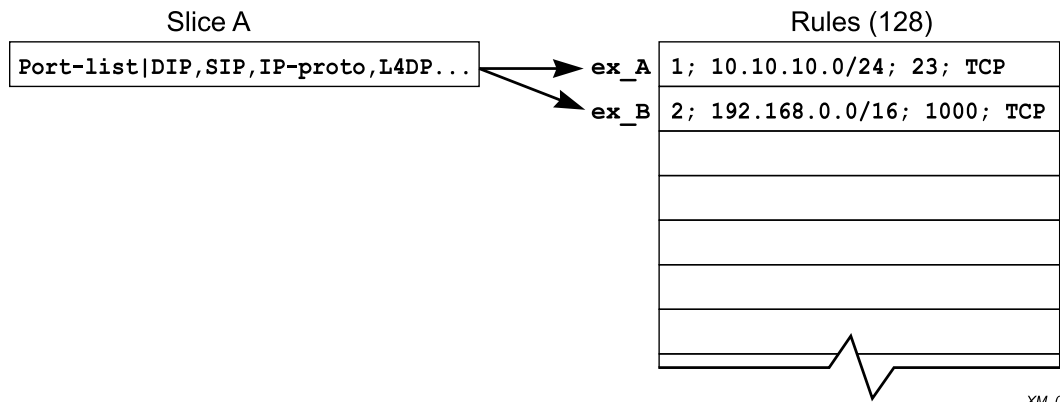 Slice A
Rules (128)
Port-list|DIP,SIP,IP-proto,L4DP...
ex_A 1; 10.10.10.0/24; 23; TCP
ex_B 2; 192.168.0.0/16; 1000; TCP